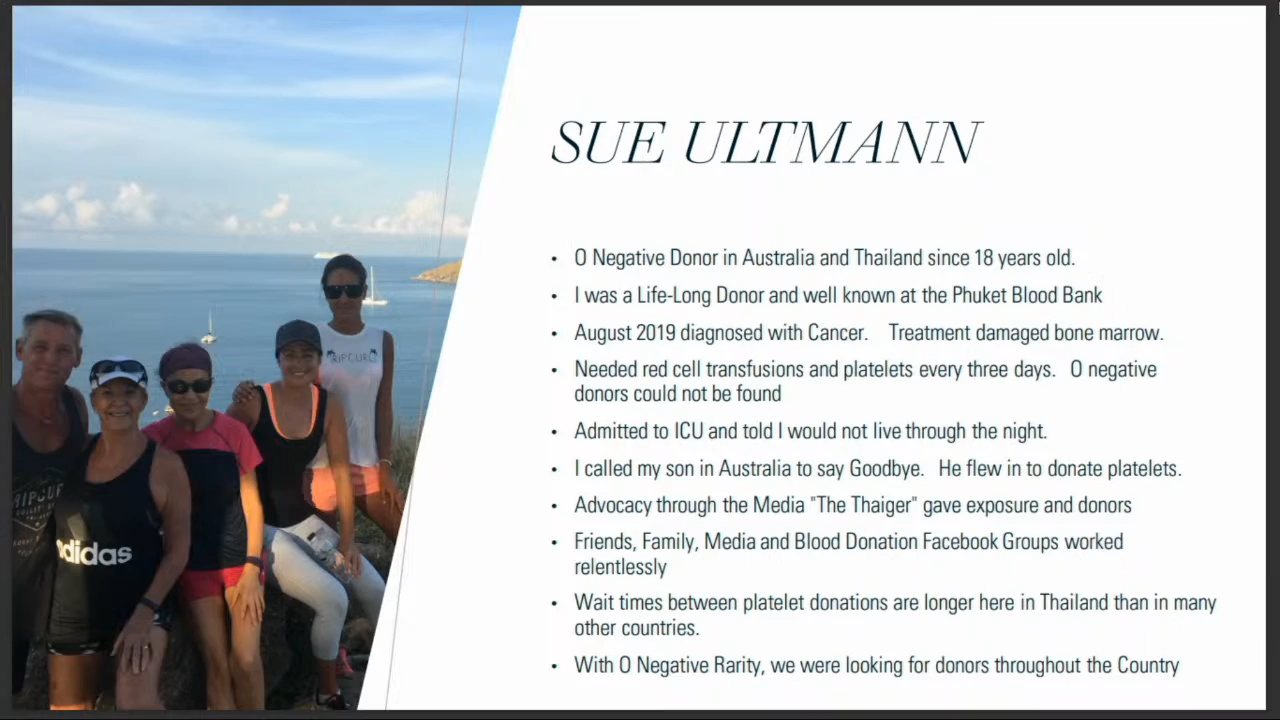 SUE ULTMANN
• O Negative Donor in Australia and Thailand since 18 years old.
• I was a Life-Long Donor and well known at the Phuket Blood Bank
• August 2019 diagnosed with Cancer. Treatment damaged bone marrow.
• Needed red cell transfusions and platelets every three days. O negative
donors could not be found
• Admitted to ICU and told I would not live through the night.
• I called my son in Australia to say Goodbye. He flew in to donate platelets.
• Advocacy through the Media "The Thaiger" gave exposure and donors
• Friends, Family, Media and Blood Donation Facebook Groups worked
relentlessly
• Wait times between platelet donations are longer here in Thailand than in many
other countries.
• With O Negative Rarity, we were looking for donors throughout the Country
RIPCURL
RIPCURL
adidas